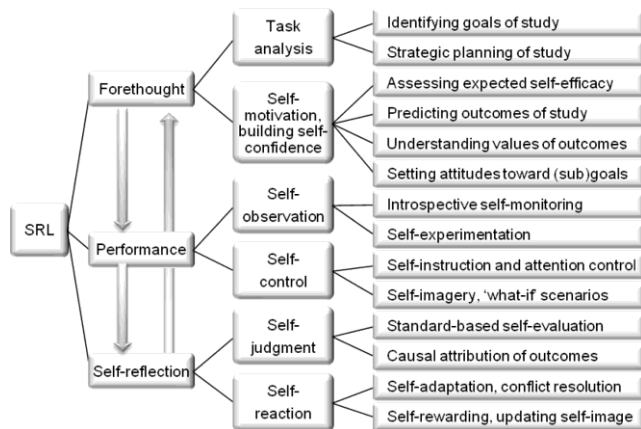 Task
analysis
Identifying goals of study
Strategic planning of study
Forethought
Self-
motivation,
building self-
confidence
Assessing expected self-efficacy
Predicting outcomes of study
Understanding values of outcomes
Setting attitudes toward (sub)goals
SRL
Performance
Self-
observation
Introspective self-monitoring
Self-experimentation
Self-
control
Self-instruction and attention control
Self-imagery, 'what-if' scenarios
Self-reflection
Self-
judgment
Standard-based self-evaluation
Causal attribution of outcomes
Self-
reaction
Self-adaptation, conflict resolution
Self-rewarding, updating self-image